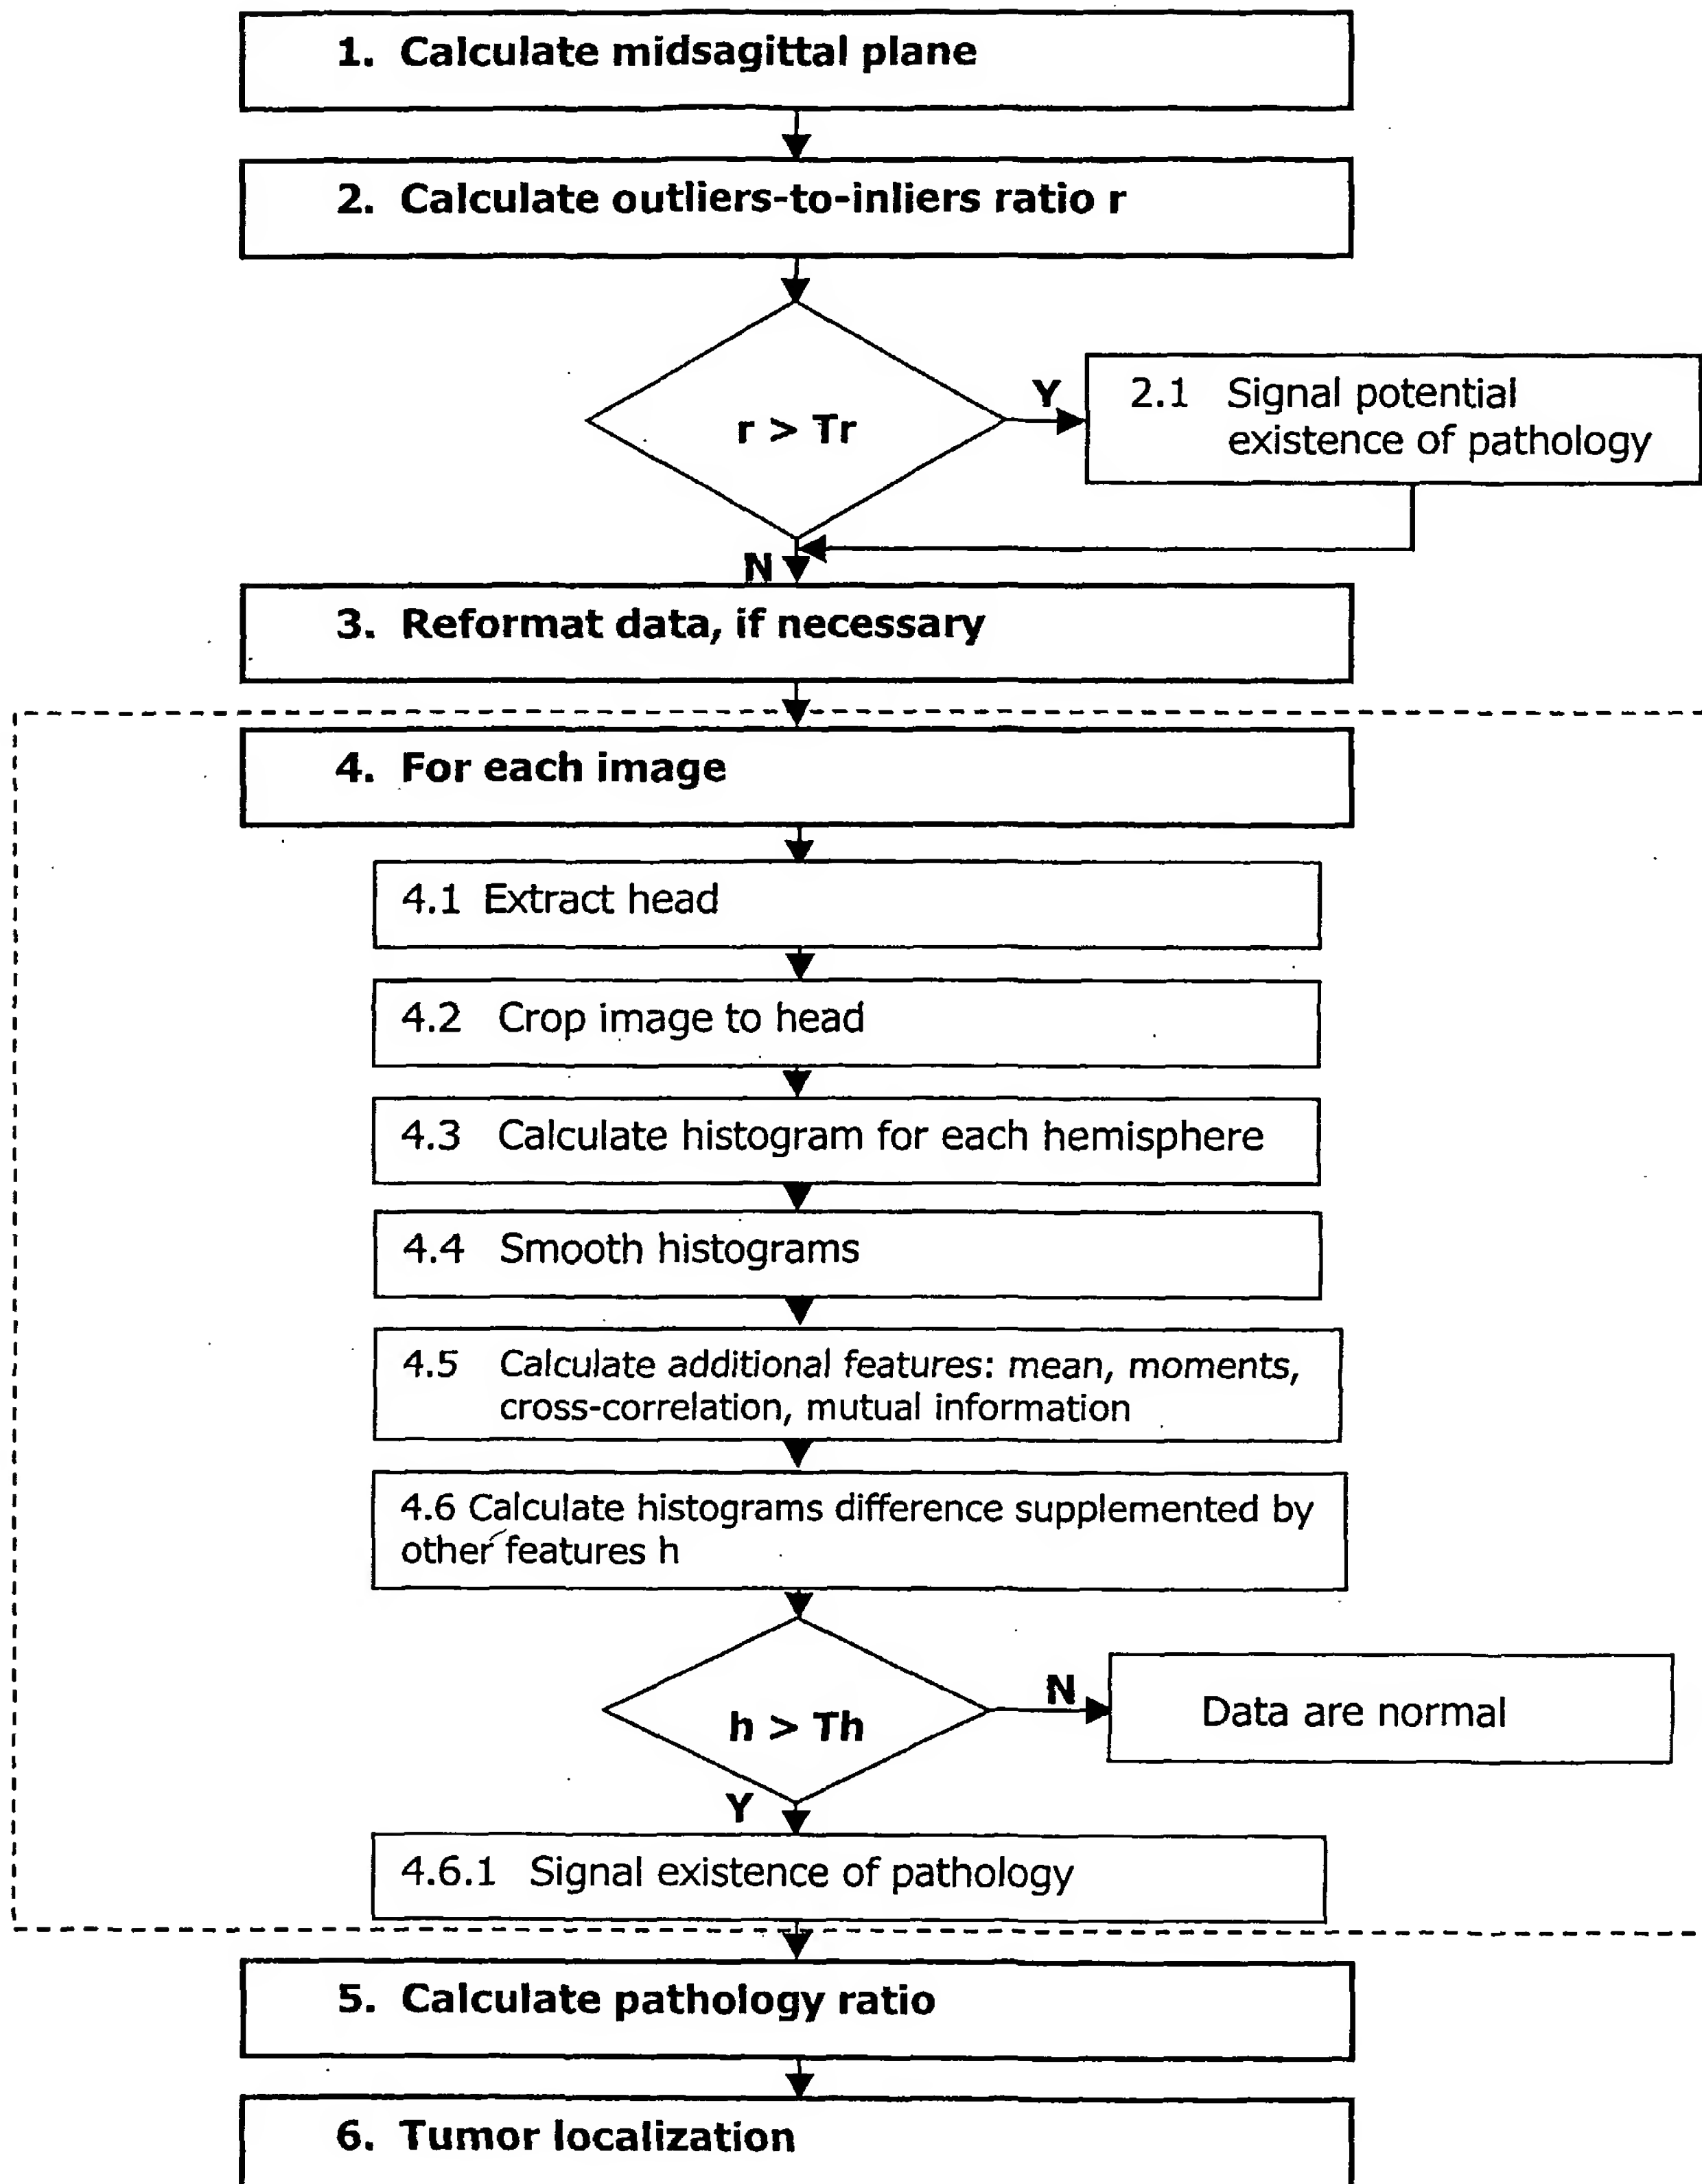 1. Calculate midsagittal plane
2. Calculate outliers-to-inliers ratio r
r > Tr
Y
2.1 Signal potential
existence of pathology
N
3. Reformat data, if necessary
4. For each image
4.1 Extract head
4.2 Crop image to head
4.3 Calculate histogram for each hemisphere
4.4 Smooth histograms
4.5 Calculate additional features: mean, moments,
cross-correlation, mutual information
4.6 Calculate histograms difference supplemented by
other features h
h > Th
N
Data are normal
Y
4.6.1 Signal existence of pathology
5. Calculate pathology ratio
6. Tumor localization